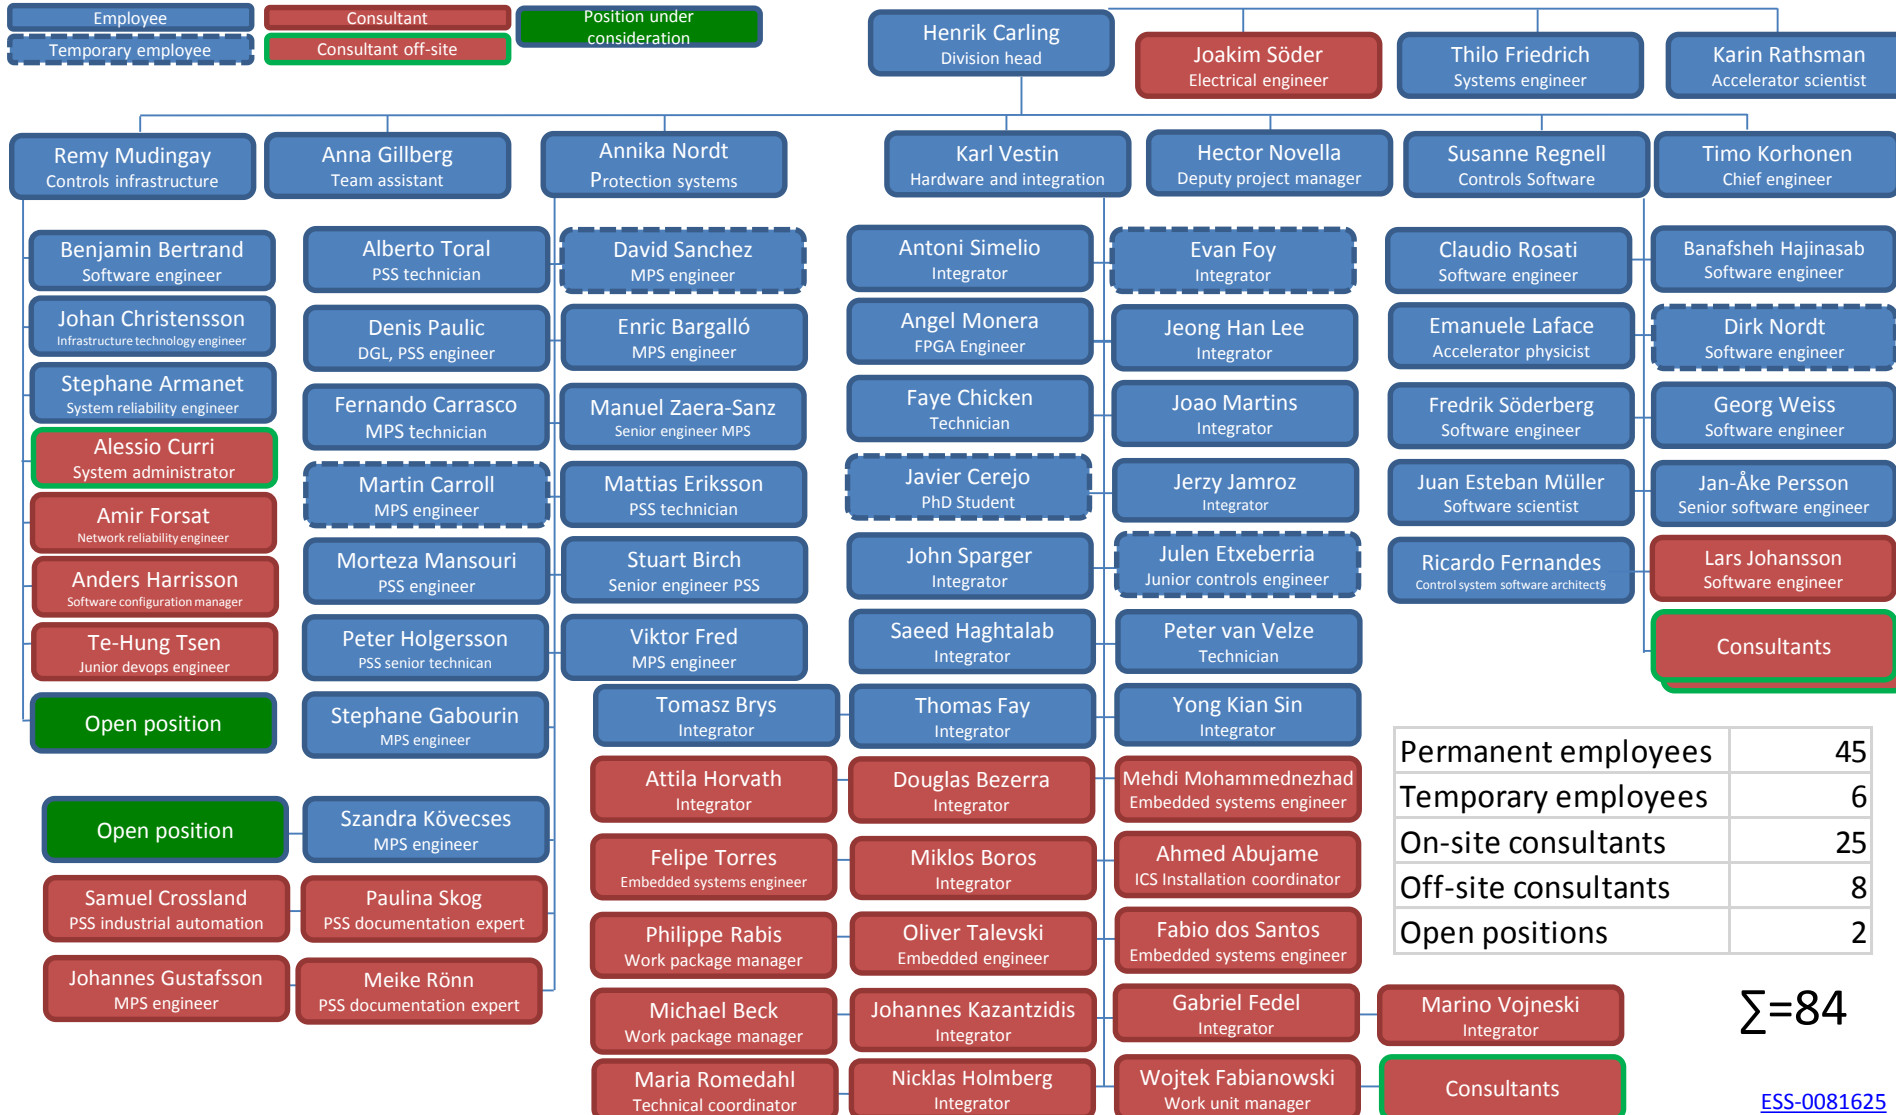 Employee
Consultant
Position under
consideration
Temporary employee
Consultant off-site
Henrik Carling
Division head
Joakim Söder
Electrical engineer
Thilo Friedrich
Systems engineer
Karin Rathsman
Accelerator scientist
Remy Mudingay
Controls infrastructure
Anna Gillberg
Team assistant
Annika Nordt
Protection systems
Karl Vestin
Hardware and integration
Hector Novella
Deputy project manager
Susanne Regnell
Controls Software
Timo Korhonen
Chief engineer
Benjamin Bertrand
Software engineer
Johan Christensson
Infrastructure technology engineer
Stephane Armanet
System reliability engineer
Alessio Curri
System administrator
Amir Forsat
Network reliability engineer
Anders Harrisson
Software configuration manager
Te-Hung Tsen
Junior devops engineer
Open position
Alberto Toral
PSS technician
David Sanchez
MPS engineer
Denis Paulic
DGL, PSS engineer
Enric Bargalló
MPS engineer
Fernando Carrasco
MPS technician
Manuel Zaera-Sanz
Senior engineer MPS
Martin Carroll
MPS engineer
Mattias Eriksson
PSS technician
Morteza Mansouri
PSS engineer
Stuart Birch
Senior engineer PSS
Peter Holgersson
PSS senior technican
Viktor Fred
MPS engineer
Stephane Gabourin
MPS engineer
Open position
Szandra Kövecses
MPS engineer
Samuel Crossland
PSS industrial automation
Paulina Skog
PSS documentation expert
Johannes Gustafsson
MPS engineer
Meike Rönn
PSS documentation expert
Antoni Simelio
Integrator
Evan Foy
Integrator
Angel Monera
FPGA Engineer
Jeong Han Lee
Integrator
Faye Chicken
Technician
Joao Martins
Integrator
Javier Cerejo
PhD Student
Jerzy Jamroz
Integrator
John Sparger
Integrator
Julen Etxeberria
Junior controls engineer
Saeed Haghtalab
Integrator
Peter van Velze
Technician
Tomasz Brys
Integrator
Thomas Fay
Integrator
Yong Kian Sin
Integrator
Attila Horvath
Integrator
Douglas Bezerra
Integrator
Mehdi Mohammednezhad
Embedded systems engineer
Felipe Torres
Embedded systems engineer
Miklos Boros
Integrator
Ahmed Abujame
ICS Installation coordinator
Philippe Rabis
Work package manager
Oliver Talevski
Embedded engineer
Fabio dos Santos
Embedded systems engineer
Michael Beck
Work package manager
Johannes Kazantzidis
Integrator
Gabriel Fedel
Integrator
Marino Vojneski
Integrator
Maria Romedahl
Technical coordinator
Nicklas Holmberg
Integrator
Wojtek Fabianowski
Work unit manager
Consultants
Claudio Rosati
Software engineer
Banafsheh Hajinasab
Software engineer
Emanuele Laface
Accelerator physicist
Dirk Nordt
Software engineer
Fredrik Söderberg
Software engineer
Georg Weiss
Software engineer
Juan Esteban Müller
Software scientist
Jan-Åke Persson
Senior software engineer
Ricardo Fernandes
Control system software architect§
Lars Johansson
Software engineer
Consultants
Permanent employees 45
Temporary employees 6
On-site consultants 25
Off-site consultants 8
Open positions 2
∑=84
ESS-0081625